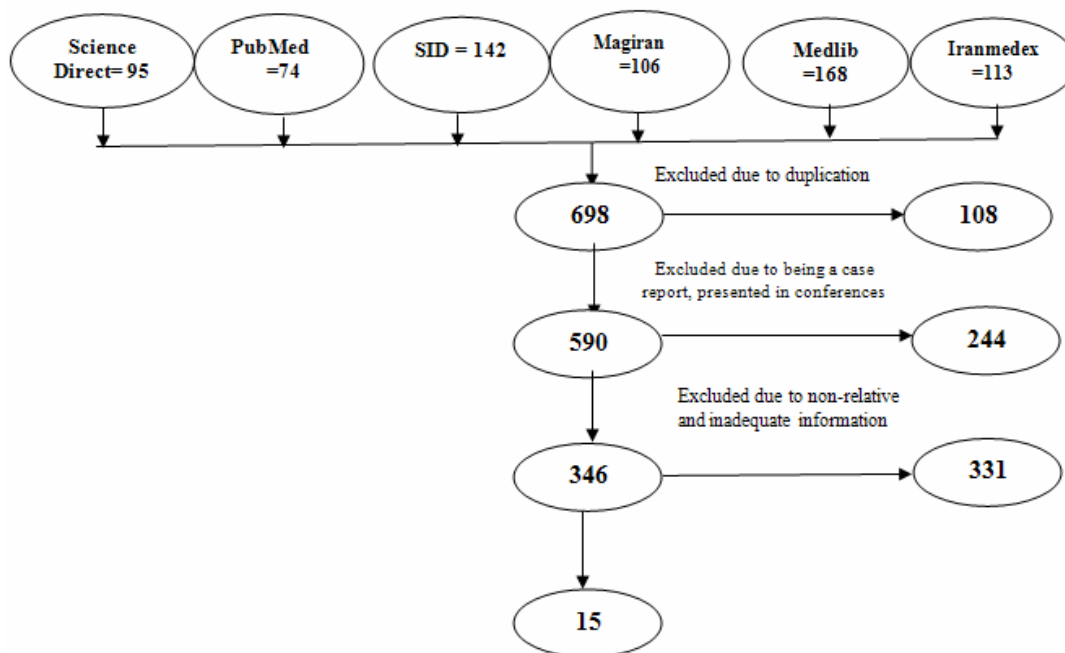 Science
Direct= 95
PubMed
=74
SID = 142
Magiran
=106
Medlib
=168
Iranmedex
=113
Excluded due to duplication
698
108
Excluded due to being a case
report, presented in conferences
590
244
Excluded due to non-relative
and inadequate information
346
331
15